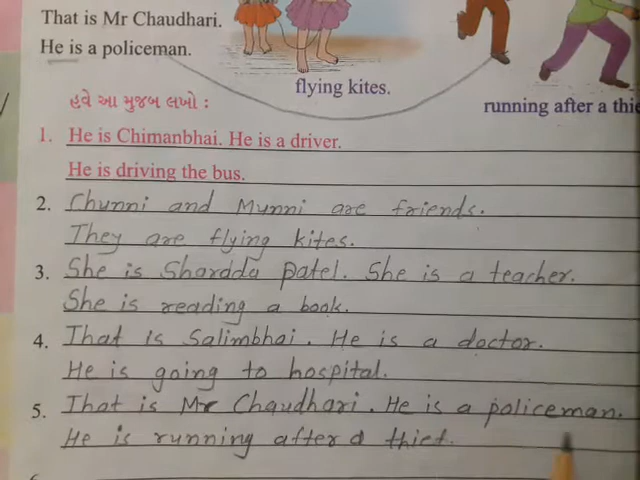 That is Mr Chaudhari.
He is a policeman.
flying kites.
running after a thie
હવે આ મુજબ લખો :
1. He is Chimanbhai. He is a driver.
He is driving the bus.
2. Chunni and Munni are friends.
They are flying kites.
3. She is Shardda Patel. She is a teacher.
She is reading a book.
4. That is Salimbhai. He is a doctor.
He is going to hospital.
5. That is Mr Chaudhari. He is a policeman.
He is running after a thief.